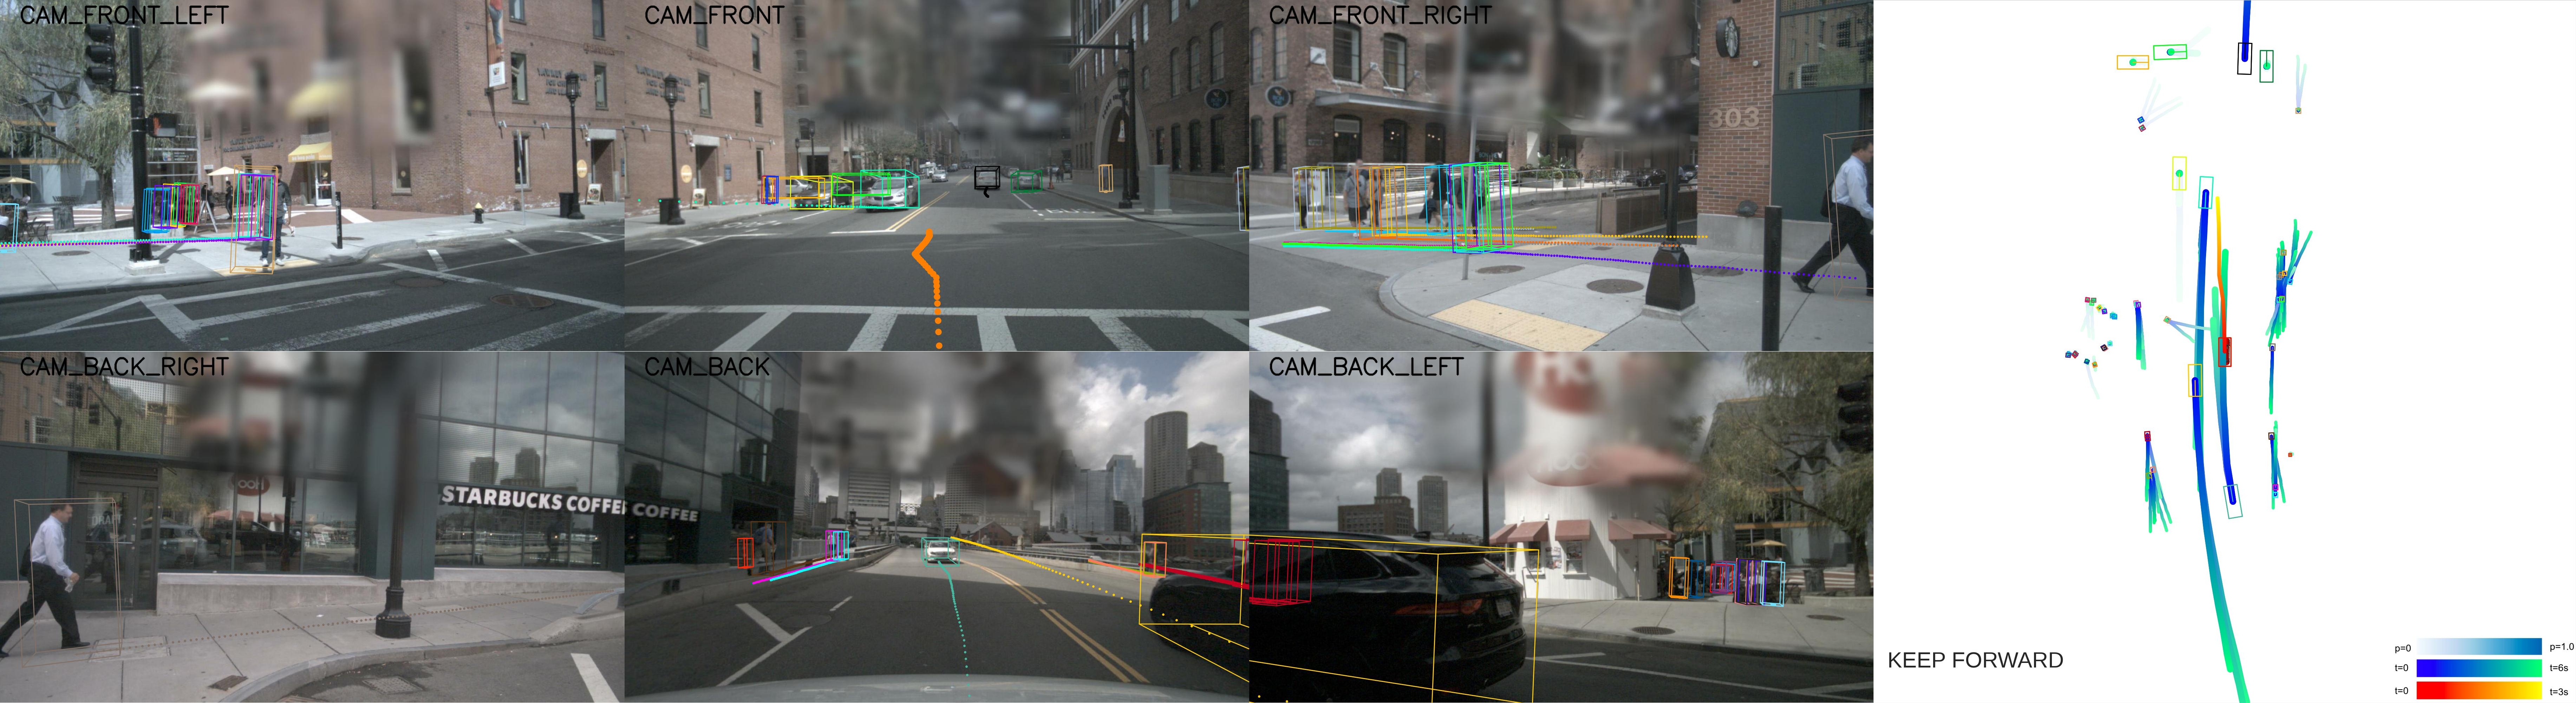 CAM_FRONT_LEFT
CAM_FRONT
CAM_FRONT_RIGHT
303
CAM_BACK_RIGHT
CAM_BACK
CAM_BACK_LEFT
STARBUCKS COFFEE
COFFEE
KEEP FORWARD
p=0
p=1.0
t=0
t=6s
t=0
t=3s